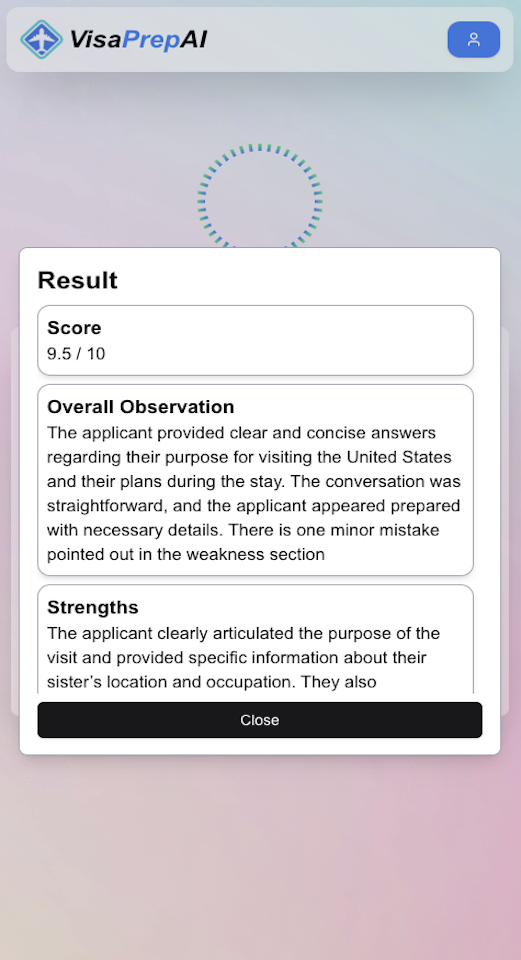 VisaPrepAI
Result
Score
9.5 / 10
Overall Observation
The applicant provided clear and concise answers
regarding their purpose for visiting the United States
and their plans during the stay. The conversation was
straightforward, and the applicant appeared prepared
with necessary details. There is one minor mistake
pointed out in the weakness section
Strengths
The applicant clearly articulated the purpose of the
visit and provided specific information about their
sister’s location and occupation. They also
Close